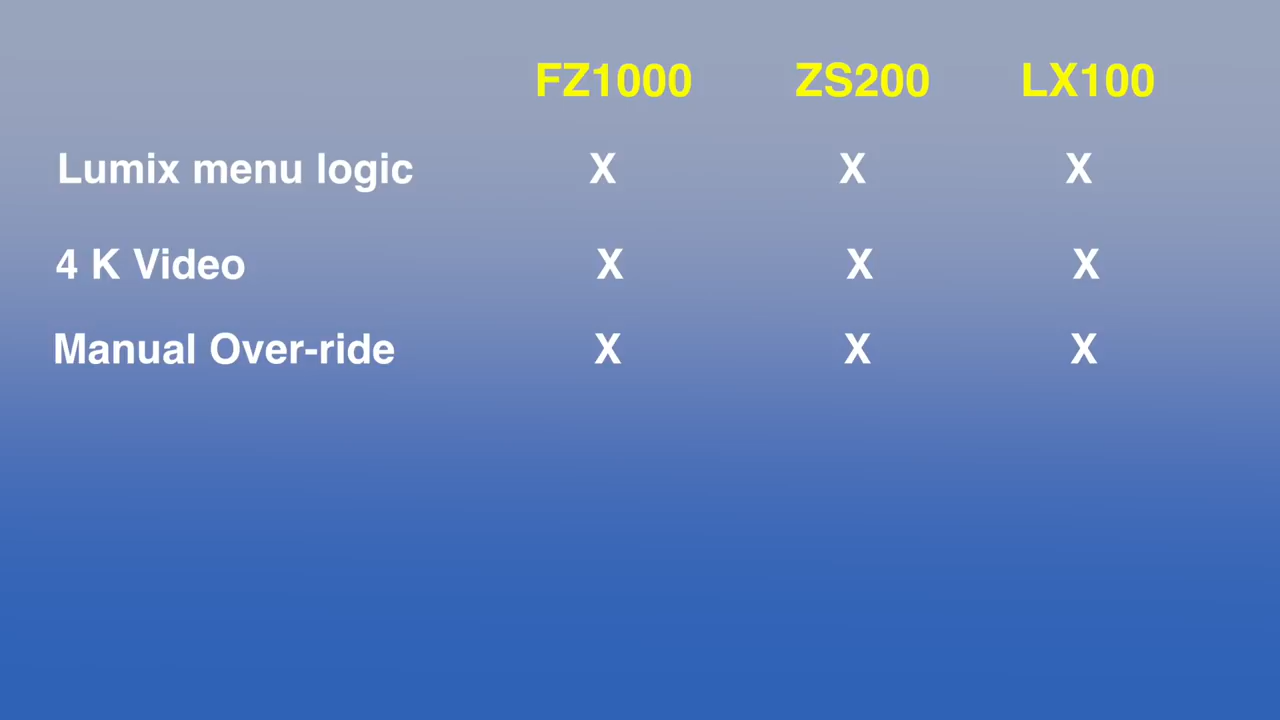 FZ1000 ZS200 LX100
Lumix menu logic X X X
4 K Video X X X
Manual Over-ride X X X